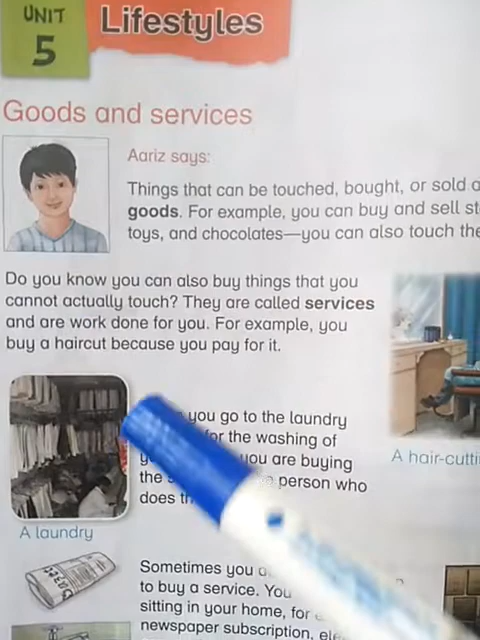 UNIT
5
Lifestyles
Goods and services
Aariz says:
Things that can be touched, bought, or sold
goods. For example, you can buy and sell
toys, and chocolates—you can also touch
Do you know you can also buy things that you
cannot actually touch? They are called services
and are work done for you. For example, you
buy a haircut because you pay for it.
you go to the laundry
for the washing of
you are buying
the person who
does
A hair-cutti
A laundry
Sometimes you
to buy a service. You
sitting in your home, for
newspaper subscription,